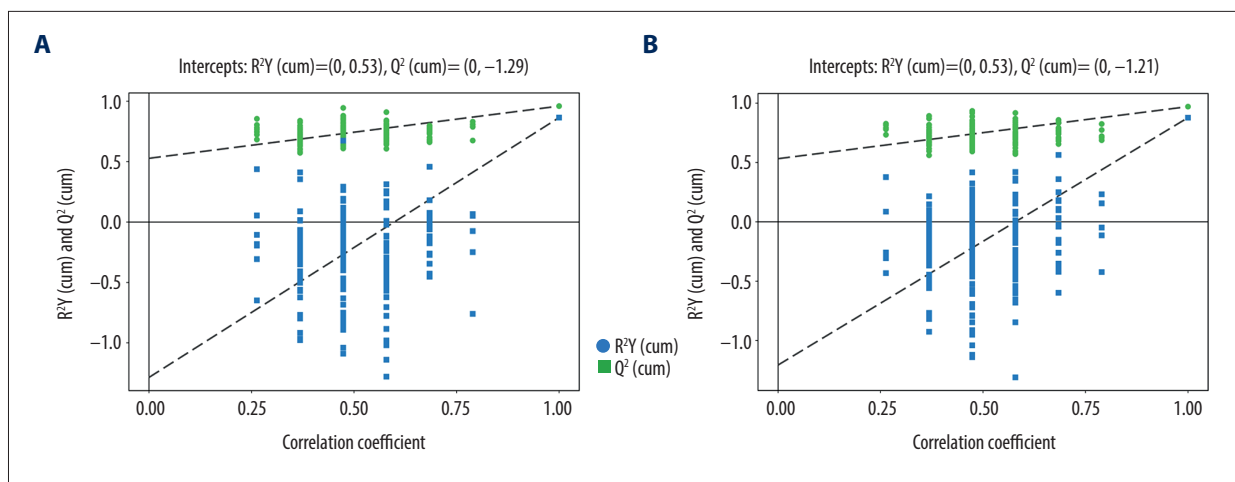 A
Intercepts: R²Y (cum)=(0, 0.53), Q² (cum)= (0, −1.29)
1.0
0.5
0.0
−0.5
−1.0
R²Y (cum) and Q² (cum)
0.00 0.25 0.50 0.75 1.00
Correlation coefficient
R²Y (cum)
Q² (cum)
B
Intercepts: R²Y (cum)=(0, 0.53), Q² (cum)= (0, −1.21)
1.0
0.5
0.0
−0.5
−1.0
R²Y (cum) and Q² (cum)
0.00 0.25 0.50 0.75 1.00
Correlation coefficient